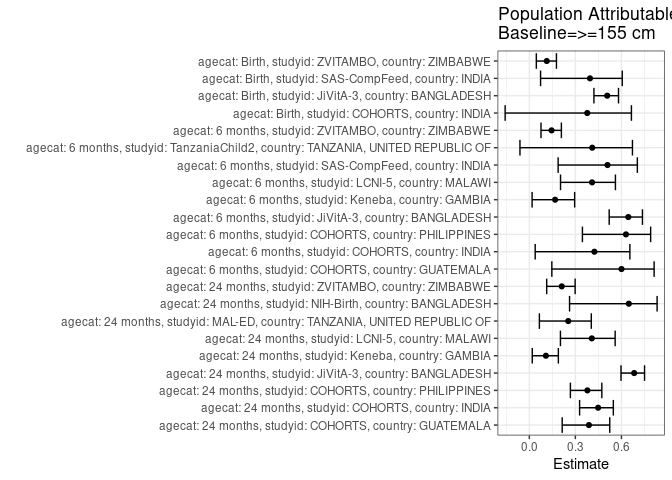 Population Attributable
Baseline=>=155 cm
agecat: Birth, studyid: ZVITAMBO, country: ZIMBABWE
agecat: Birth, studyid: SAS-CompFeed, country: INDIA
agecat: Birth, studyid: JiVitA-3, country: BANGLADESH
agecat: Birth, studyid: COHORTS, country: INDIA
agecat: 6 months, studyid: ZVITAMBO, country: ZIMBABWE
agecat: 6 months, studyid: TanzaniaChild2, country: TANZANIA, UNITED REPUBLIC OF
agecat: 6 months, studyid: SAS-CompFeed, country: INDIA
agecat: 6 months, studyid: LCNI-5, country: MALAWI
agecat: 6 months, studyid: Keneba, country: GAMBIA
agecat: 6 months, studyid: JiVitA-3, country: BANGLADESH
agecat: 6 months, studyid: COHORTS, country: PHILIPPINES
agecat: 6 months, studyid: COHORTS, country: INDIA
agecat: 6 months, studyid: COHORTS, country: GUATEMALA
agecat: 24 months, studyid: ZVITAMBO, country: ZIMBABWE
agecat: 24 months, studyid: NIH-Birth, country: BANGLADESH
agecat: 24 months, studyid: MAL-ED, country: TANZANIA, UNITED REPUBLIC OF
agecat: 24 months, studyid: LCNI-5, country: MALAWI
agecat: 24 months, studyid: Keneba, country: GAMBIA
agecat: 24 months, studyid: JiVitA-3, country: BANGLADESH
agecat: 24 months, studyid: COHORTS, country: PHILIPPINES
agecat: 24 months, studyid: COHORTS, country: INDIA
agecat: 24 months, studyid: COHORTS, country: GUATEMALA
0.0 0.3 0.6
Estimate